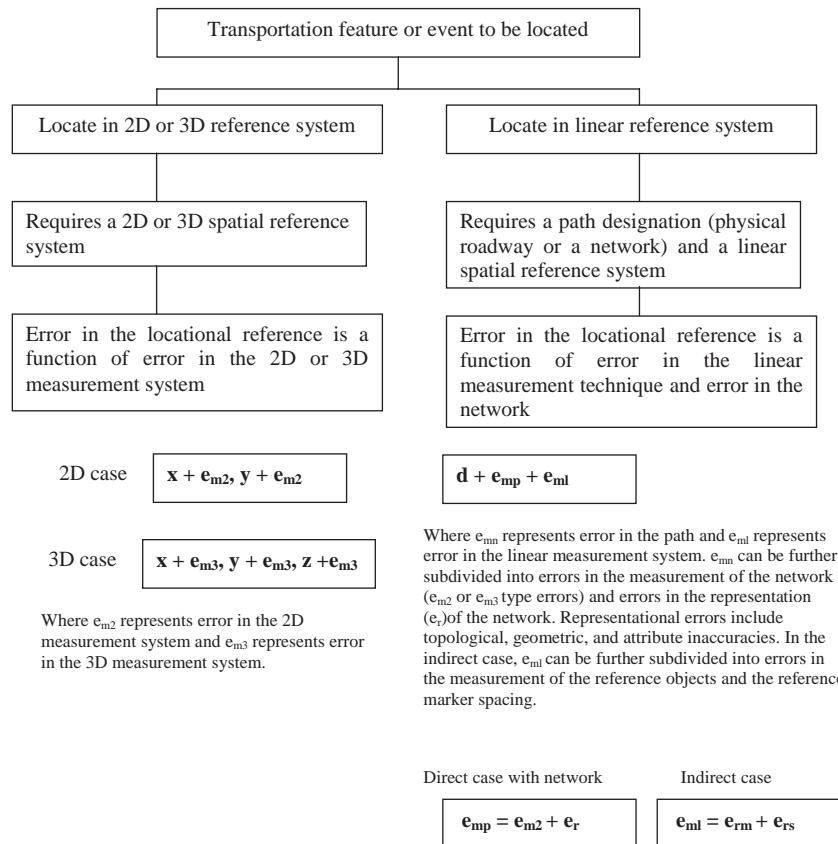 Transportation feature or event to be located
Locate in 2D or 3D reference system
Locate in linear reference system
Requires a 2D or 3D spatial reference
system
Requires a path designation (physical
roadway or a network) and a linear
spatial reference system
Error in the locational reference is a
function of error in the 2D or 3D
measurement system
Error in the locational reference is a
function of error in the linear
measurement technique and error in the
network
2D case
x + eₘ₂, y + eₘ₂
3D case
x + eₘ₃, y + eₘ₃, z +eₘ₃
Where eₘ₂ represents error in the 2D
measurement system and eₘ₃ represents error
in the 3D measurement system.
d + eₘₚ + eₘₗ
Where eₘₙ represents error in the path and eₘₗ represents
error in the linear measurement system. eₘₙ can be further
subdivided into errors in the measurement of the network
(eₘ₂ or eₘ₃ type errors) and errors in the representation
(eᵣ)of the network. Representational errors include
topological, geometric, and attribute inaccuracies. In the
indirect case, eₘₗ can be further subdivided into errors in
the measurement of the reference objects and the reference
marker spacing.
Direct case with network
Indirect case
eₘₚ = eₘ₂ + eᵣ
eₘₗ = eᵣₘ + eᵣₛ